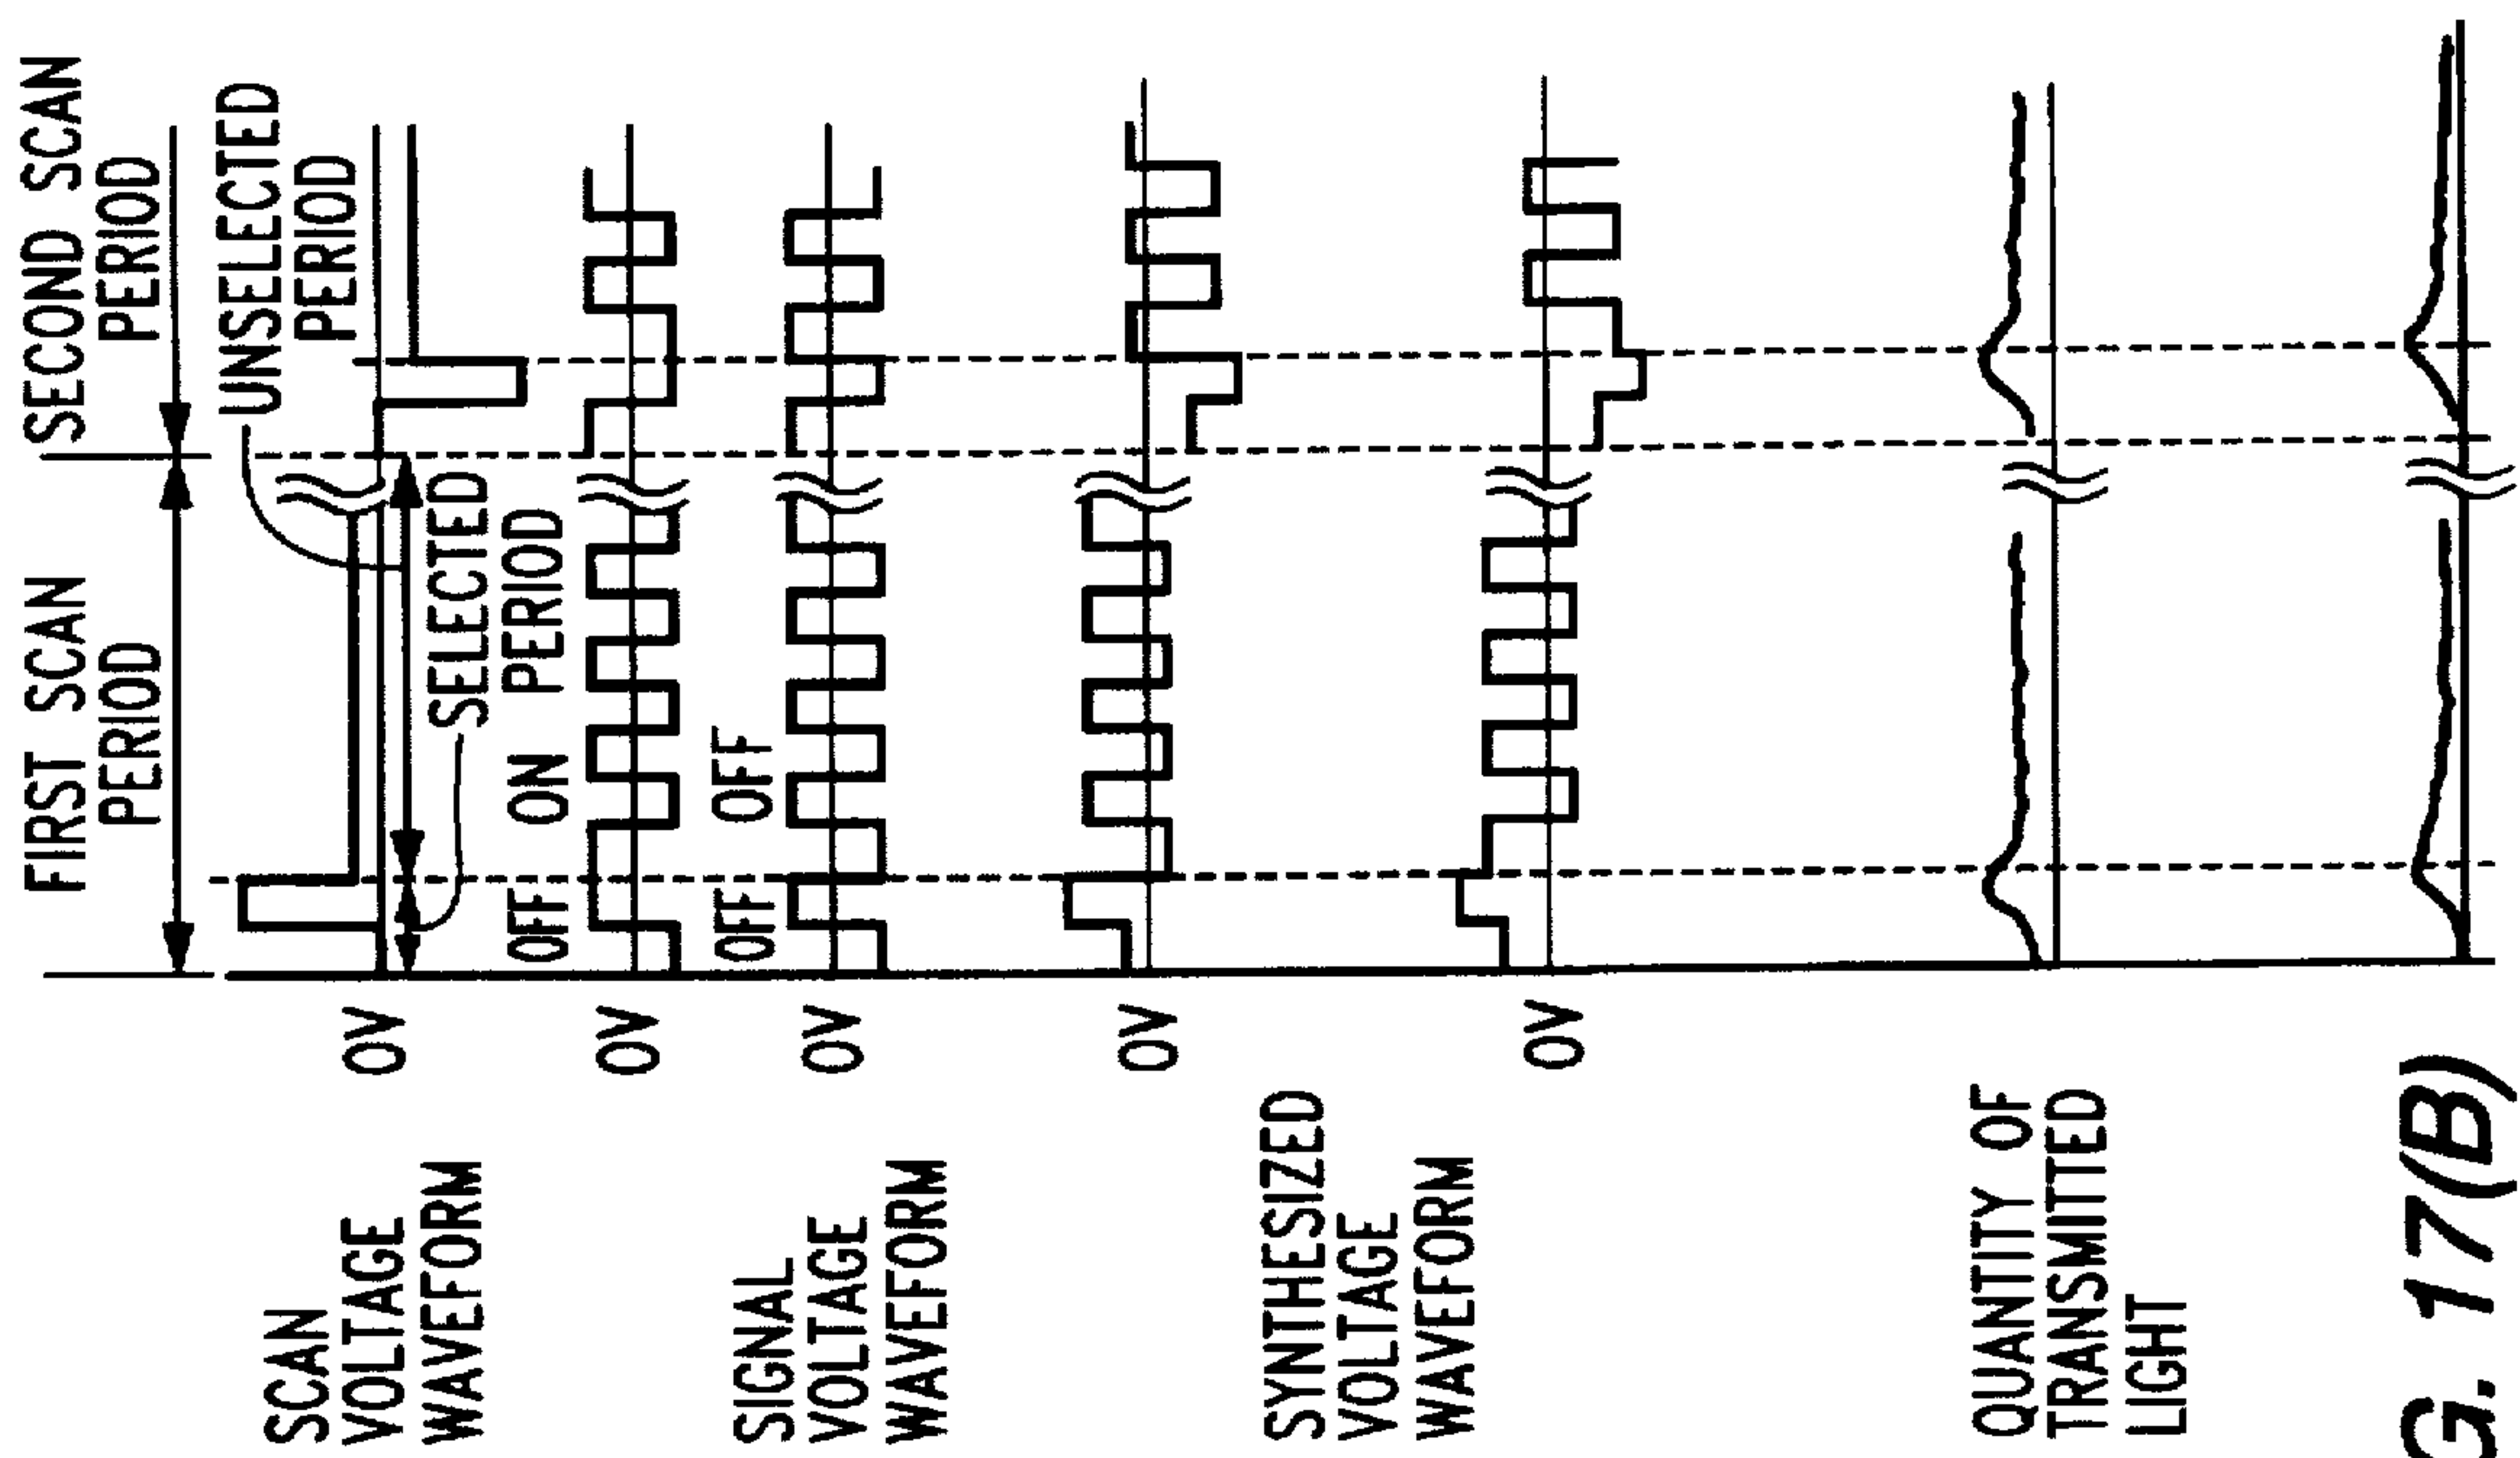 FIRST SCAN
PERIOD
SECOND SCAN
PERIOD
UNSELECTED
PERIOD
SELECTED
PERIOD
SCAN
VOLTAGE
WAVEFORM
0V
OFF ON
0V
SIGNAL
VOLTAGE
WAVEFORM
OFF OFF
0V
0V
SYNTHESIZED
VOLTAGE
WAVEFORM
0V
QUANTITY OF
TRANSMITTED
LIGHT
G. 17(B)